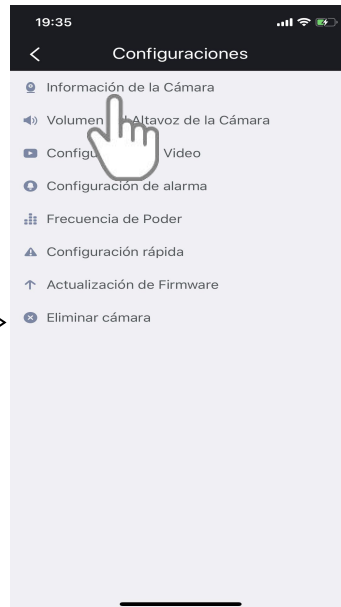 19:35
Configuraciones
Información de la Cámara
Volumen Altavoz de la Cámara
Video
Configuración de alarma
Frecuencia de Poder
Configuración rápida
Actualización de Firmware
Eliminar cámara